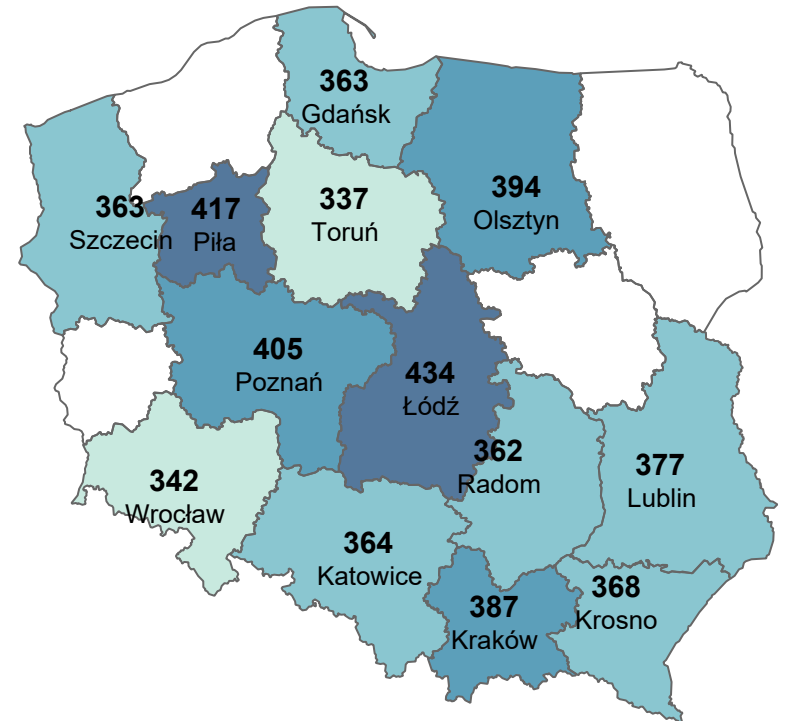 363
Gdańsk
394
Olsztyn
337
Toruń
363
Szczecin
417
Piła
405
Poznań
434
Łódź
362
Radom
377
Lublin
342
Wrocław
364
Katowice
368
Krosno
387
Kraków